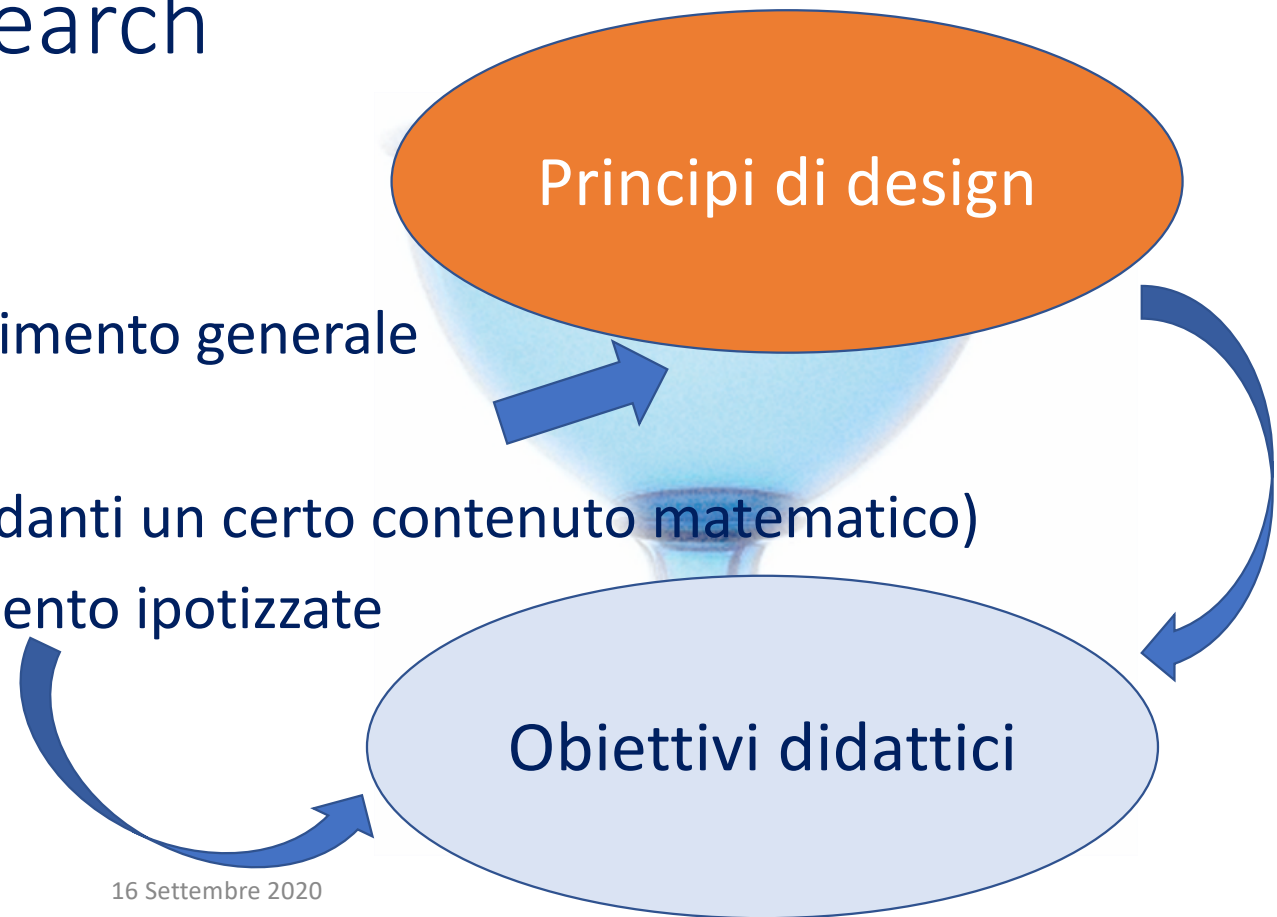 earch
Principi di design
imento generale
danti un certo contenuto matematico)
ento ipotizzate
Obiettivi didattici
16 Settembre 2020